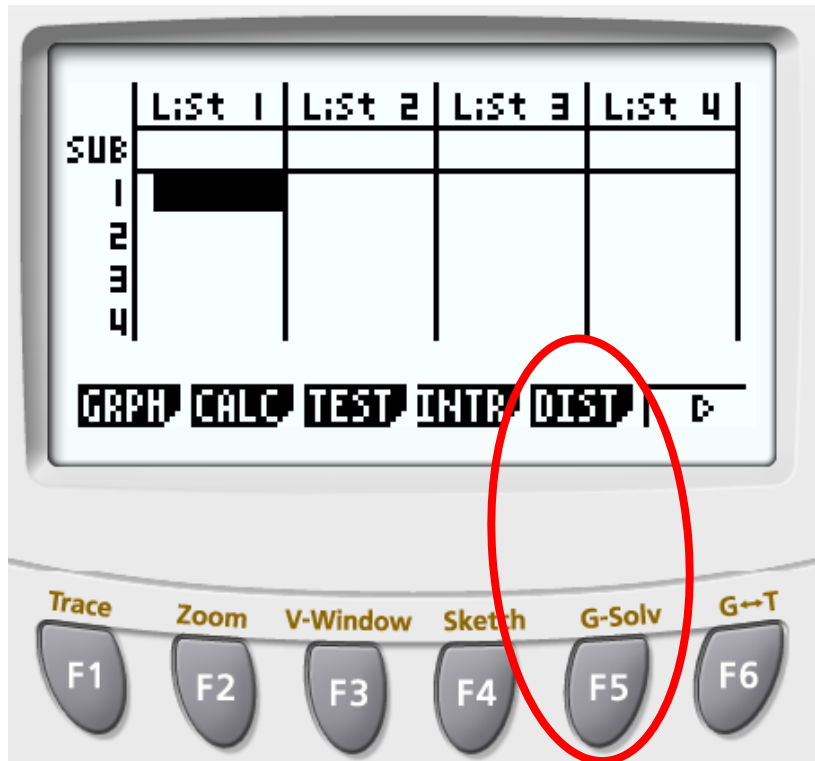 List 1 List 2 List 3 List 4
SUB
1
2
3
4
GRPH CALC TEST INTR DIST
Trace Zoom V-Window Sketch G-Solv G↔T
F1 F2 F3 F4 F5 F6